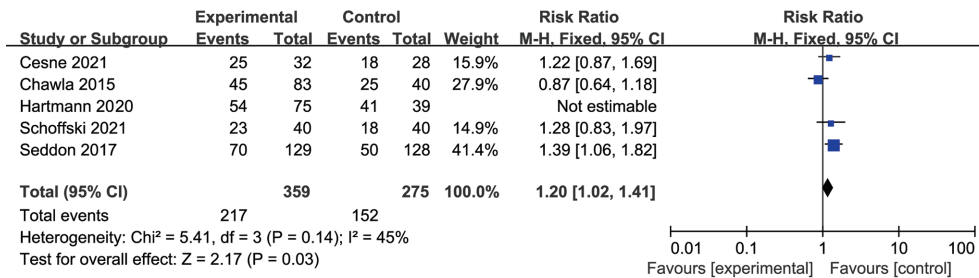 Experimental Control Risk Ratio Risk Ratio
Study or Subgroup Events Total Events Total Weight M-H, Fixed, 95% CI M-H, Fixed, 95% CI
Cesne 2021 25 32 18 28 15.9% 1.22 [0.87, 1.69]
Chawla 2015 45 83 25 40 27.9% 0.87 [0.64, 1.18]
Hartmann 2020 54 75 41 39 Not estimable
Schoffski 2021 23 40 18 40 14.9% 1.28 [0.83, 1.97]
Seddon 2017 70 129 50 128 41.4% 1.39 [1.06, 1.82]
Total (95% CI) 359 275 100.0% 1.20 [1.02, 1.41]
Total events 217 152
Heterogeneity: Chi² = 5.41, df = 3 (P = 0.14); I² = 45%
Test for overall effect: Z = 2.17 (P = 0.03)
0.01 0.1 1 10 100
Favours [experimental] Favours [control]